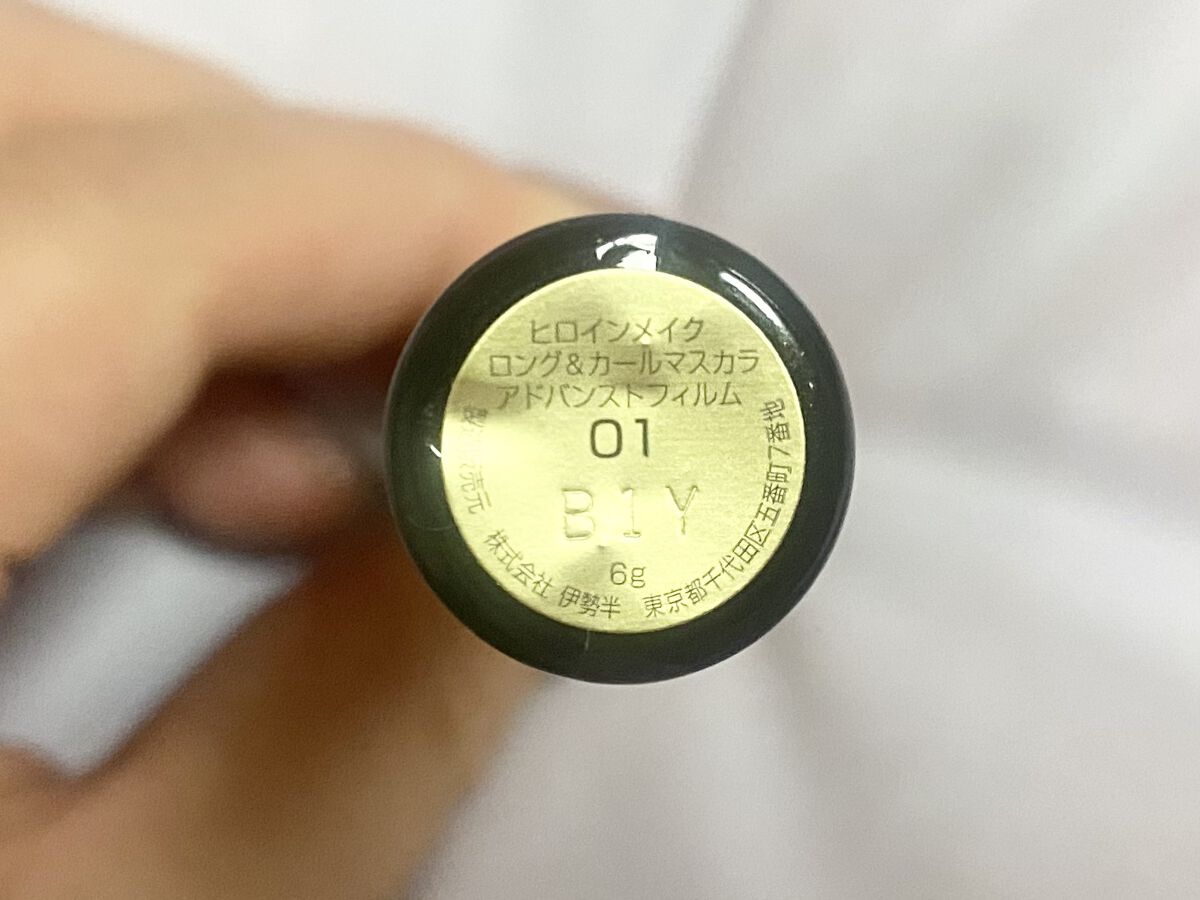 ヒロインメイク
ロング&カールマスカラ
アドバンストフィルム
01
B1Y
6g
売元 株式会社 伊勢半 東京都千代田区五番町7番地